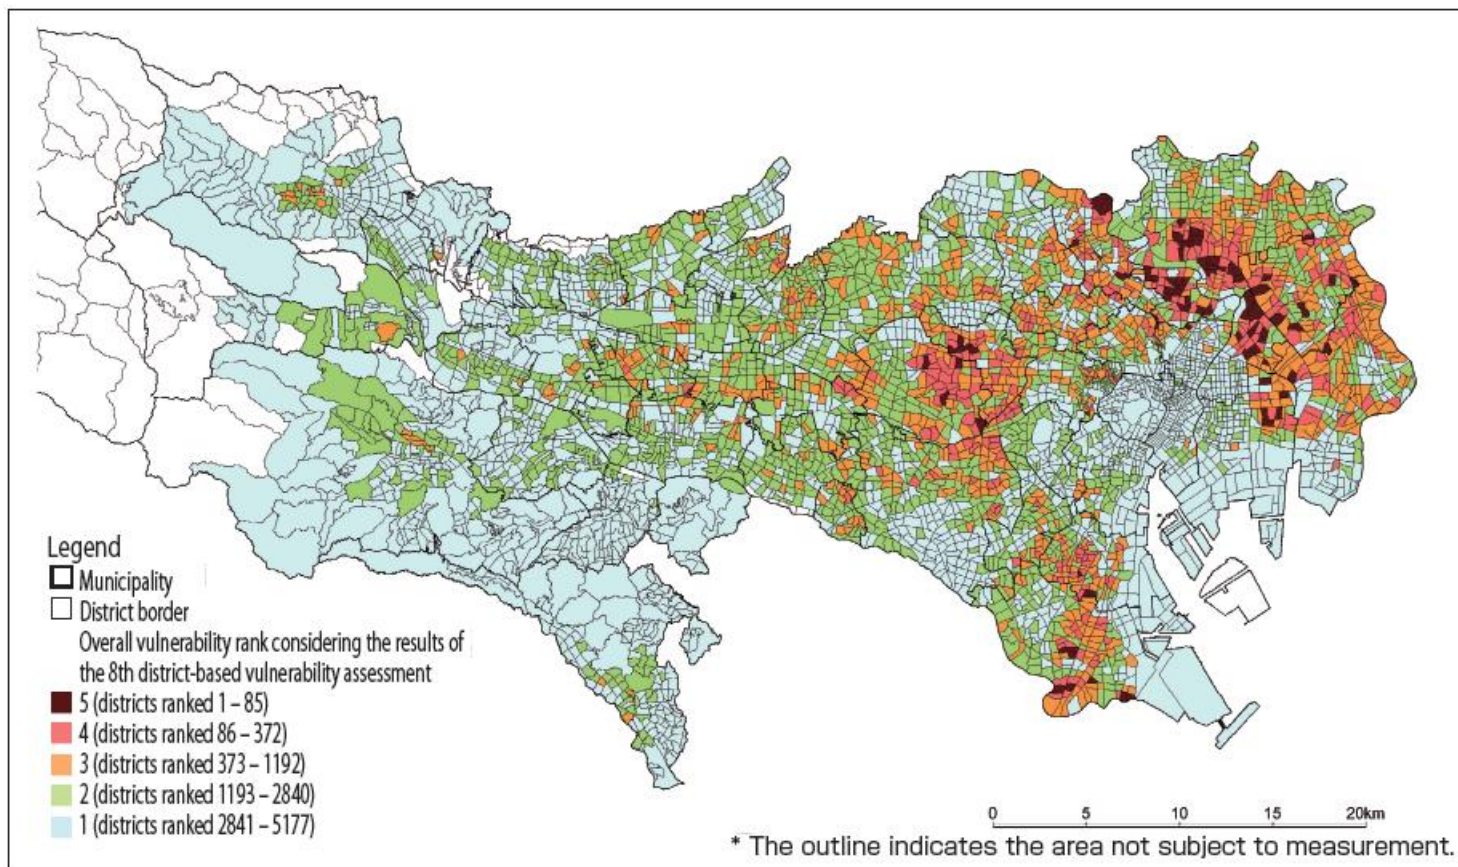 Legend
Municipality
District border
Overall vulnerability rank considering the results of
the 8th district-based vulnerability assessment
5 (districts ranked 1 – 85)
4 (districts ranked 86 – 372)
3 (districts ranked 373 – 1192)
2 (districts ranked 1193 – 2840)
1 (districts ranked 2841 – 5177)
0 5 10 15 20km
* The outline indicates the area not subject to measurement.